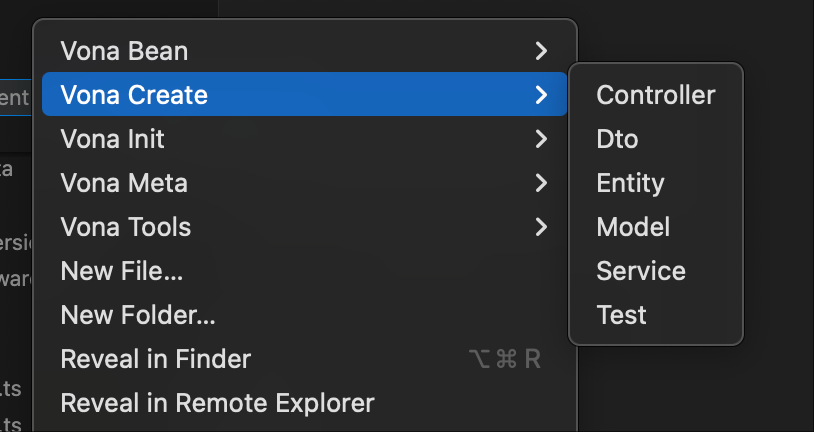 Vona Bean
Vona Create
Vona Init
Vona Meta
Vona Tools
New File...
New Folder...
Reveal in Finder ⌥⌘R
Reveal in Remote Explorer
Controller
Dto
Entity
Model
Service
Test
ent
ta
ersi
ware
.ts
.ts